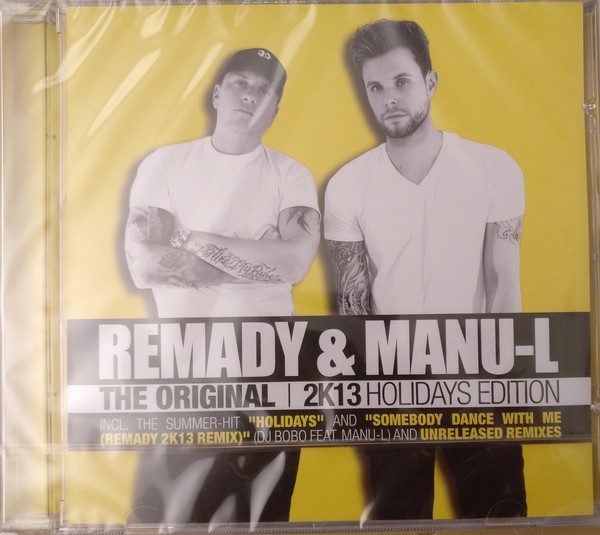 REMADY & MANU-L
THE ORIGINAL | 2K13 HOLIDAYS EDITION
INCL. THE SUMMER-HIT "HOLIDAYS" AND "SOMEBODY DANCE WITH ME
(REMADY 2K13 REMIX)" (DJ BOBO FEAT. MANU-L) AND UNRELEASED REMIXES